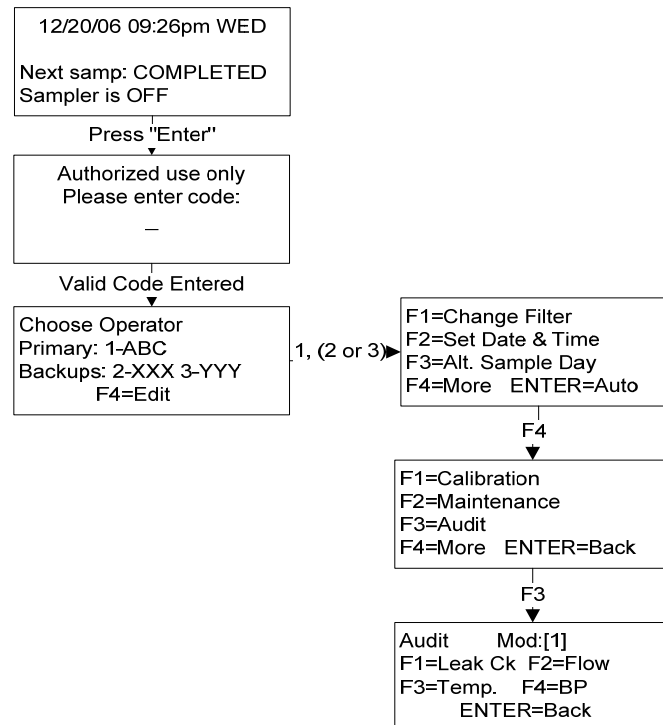 12/20/06 09:26pm WED
Next samp: COMPLETED
Sampler is OFF
Press "Enter"
Authorized use only
Please enter code:
_
Valid Code Entered
Choose Operator
Primary: 1-ABC
Backups: 2-XXX 3-YYY
F4=Edit
1, (2 or 3)
F1=Change Filter
F2=Set Date & Time
F3=Alt. Sample Day
F4=More ENTER=Auto
F4
F1=Calibration
F2=Maintenance
F3=Audit
F4=More ENTER=Back
F3
Audit Mod:[1]
F1=Leak Ck F2=Flow
F3=Temp. F4=BP
ENTER=Back